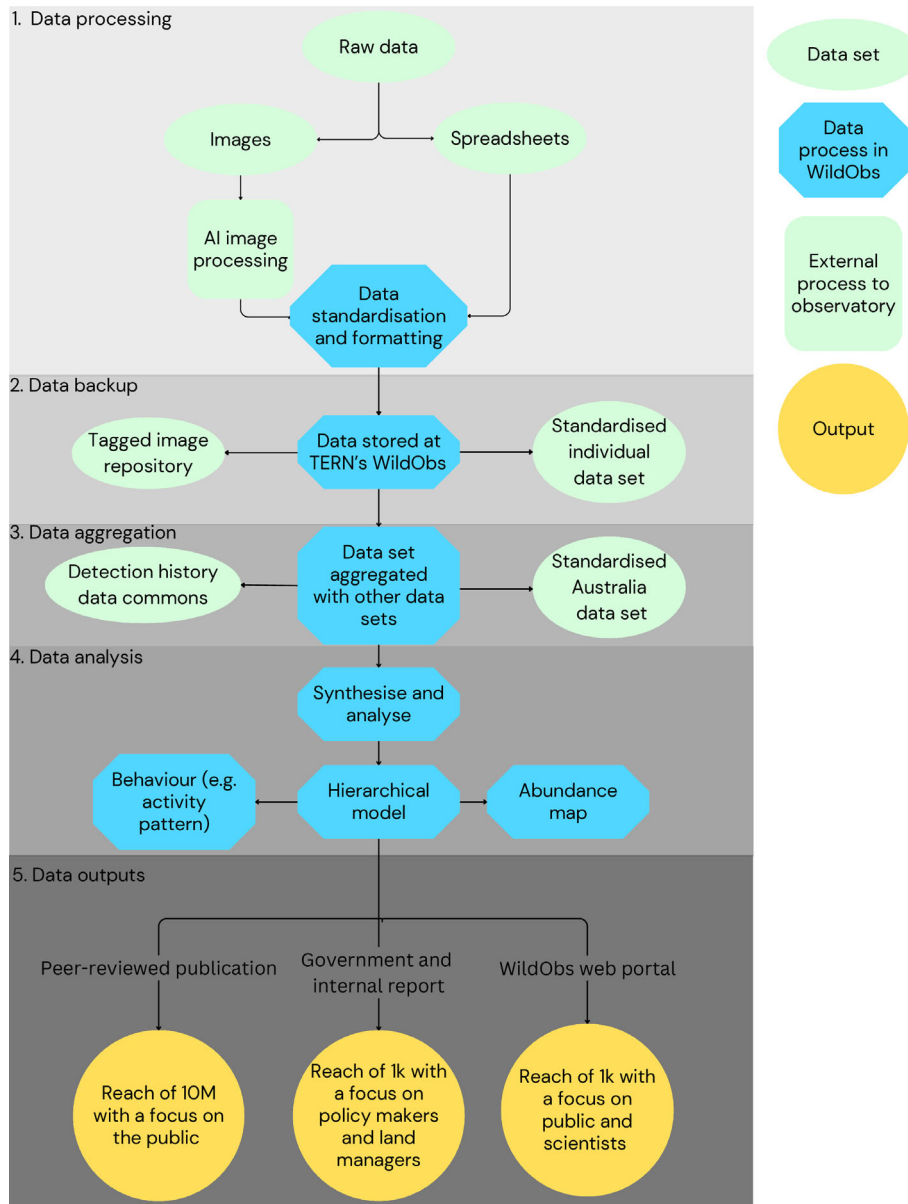 1. Data processing
Raw data
Images
Spreadsheets
AI image
processing
Data
standardisation
and formatting
2. Data backup
Tagged image
repository
Data stored at
TERN's WildObs
Standardised
individual
data set
3. Data aggregation
Detection history
data commons
Data set
aggregated
with other data
sets
Standardised
Australia
data set
4. Data analysis
Synthesise and
analyse
Behaviour (e.g.
activity
pattern)
Hierarchical
model
Abundance
map
5. Data outputs
Peer-reviewed publication
Government and
internal report
WildObs web portal
Reach of 10M
with a focus on
the public
Reach of 1k with
a focus on
policy makers
and land
managers
Reach of 1k with
a focus on
public and
scientists
Data set
Data
process in
WildObs
External
process to
observatory
Output